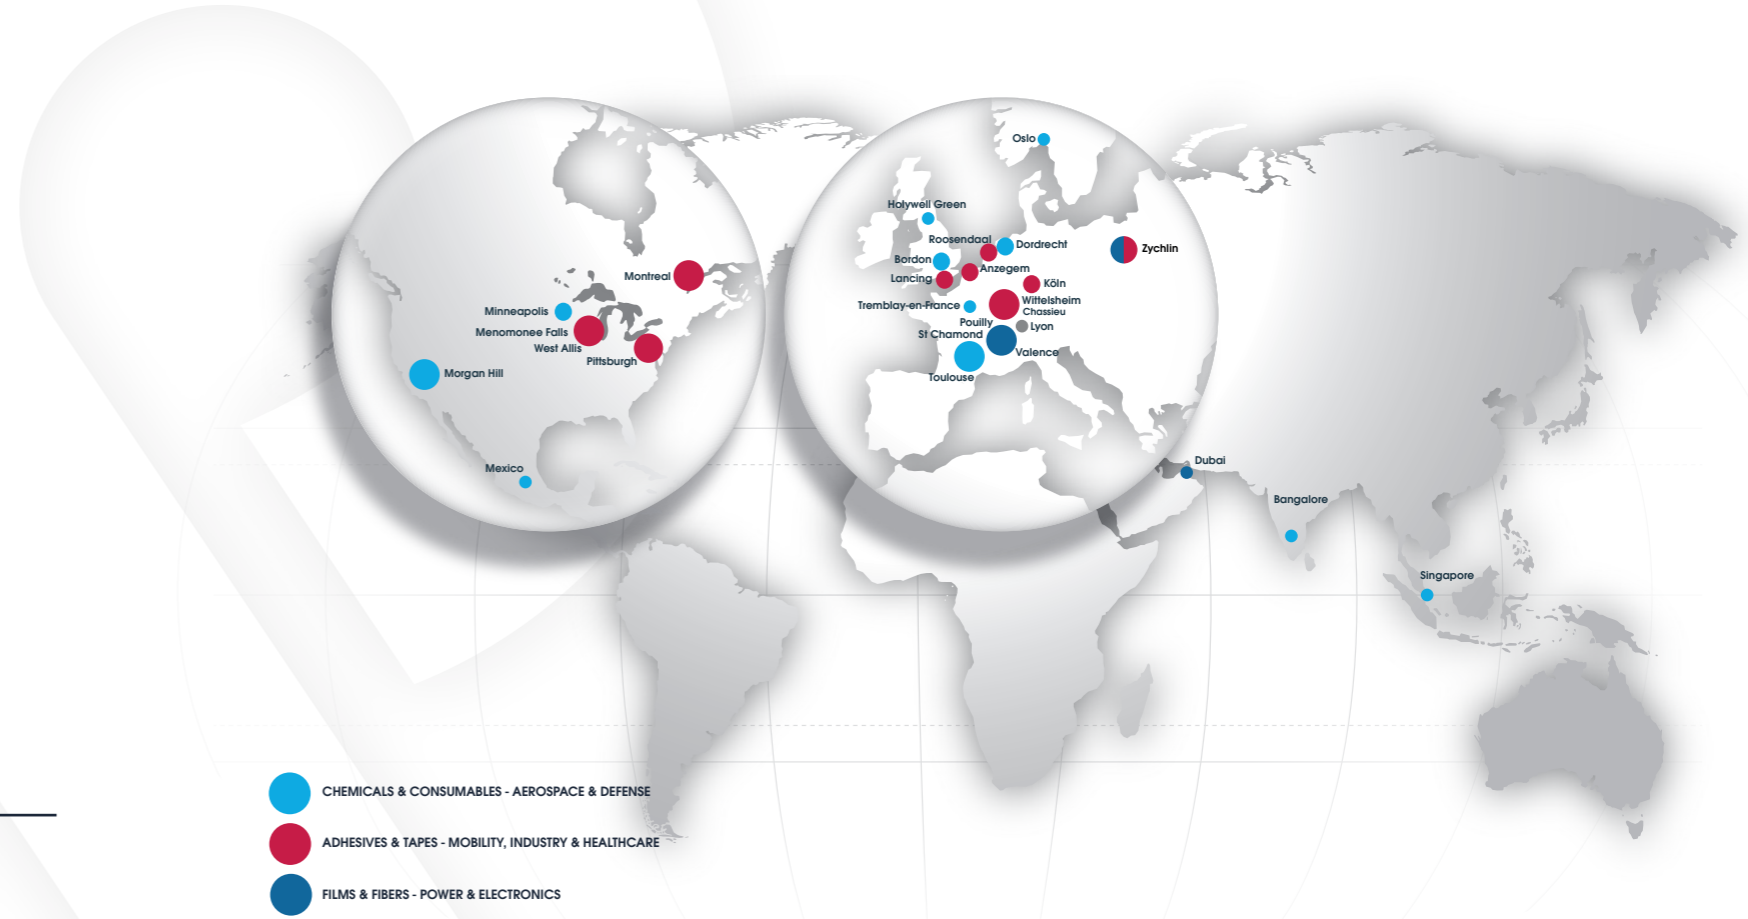 Montreal
Minneapolis
Menomonee Falls
West Allis
Pittsburgh
Morgan Hill
Mexico
Oslo
Holywell Green
Roosendaal
Dordrecht
Zychlin
Bordon
Anzegem
Lancing
Köln
Tremblay-en-France
Wittelsheim
Chassieu
Pouilly
Lyon
St Chamond
Valence
Toulouse
Dubai
Bangalore
Singapore
CHEMICALS & CONSUMABLES - AEROSPACE & DEFENSE
ADHESIVES & TAPES - MOBILITY, INDUSTRY & HEALTHCARE
FILMS & FIBERS - POWER & ELECTRONICS